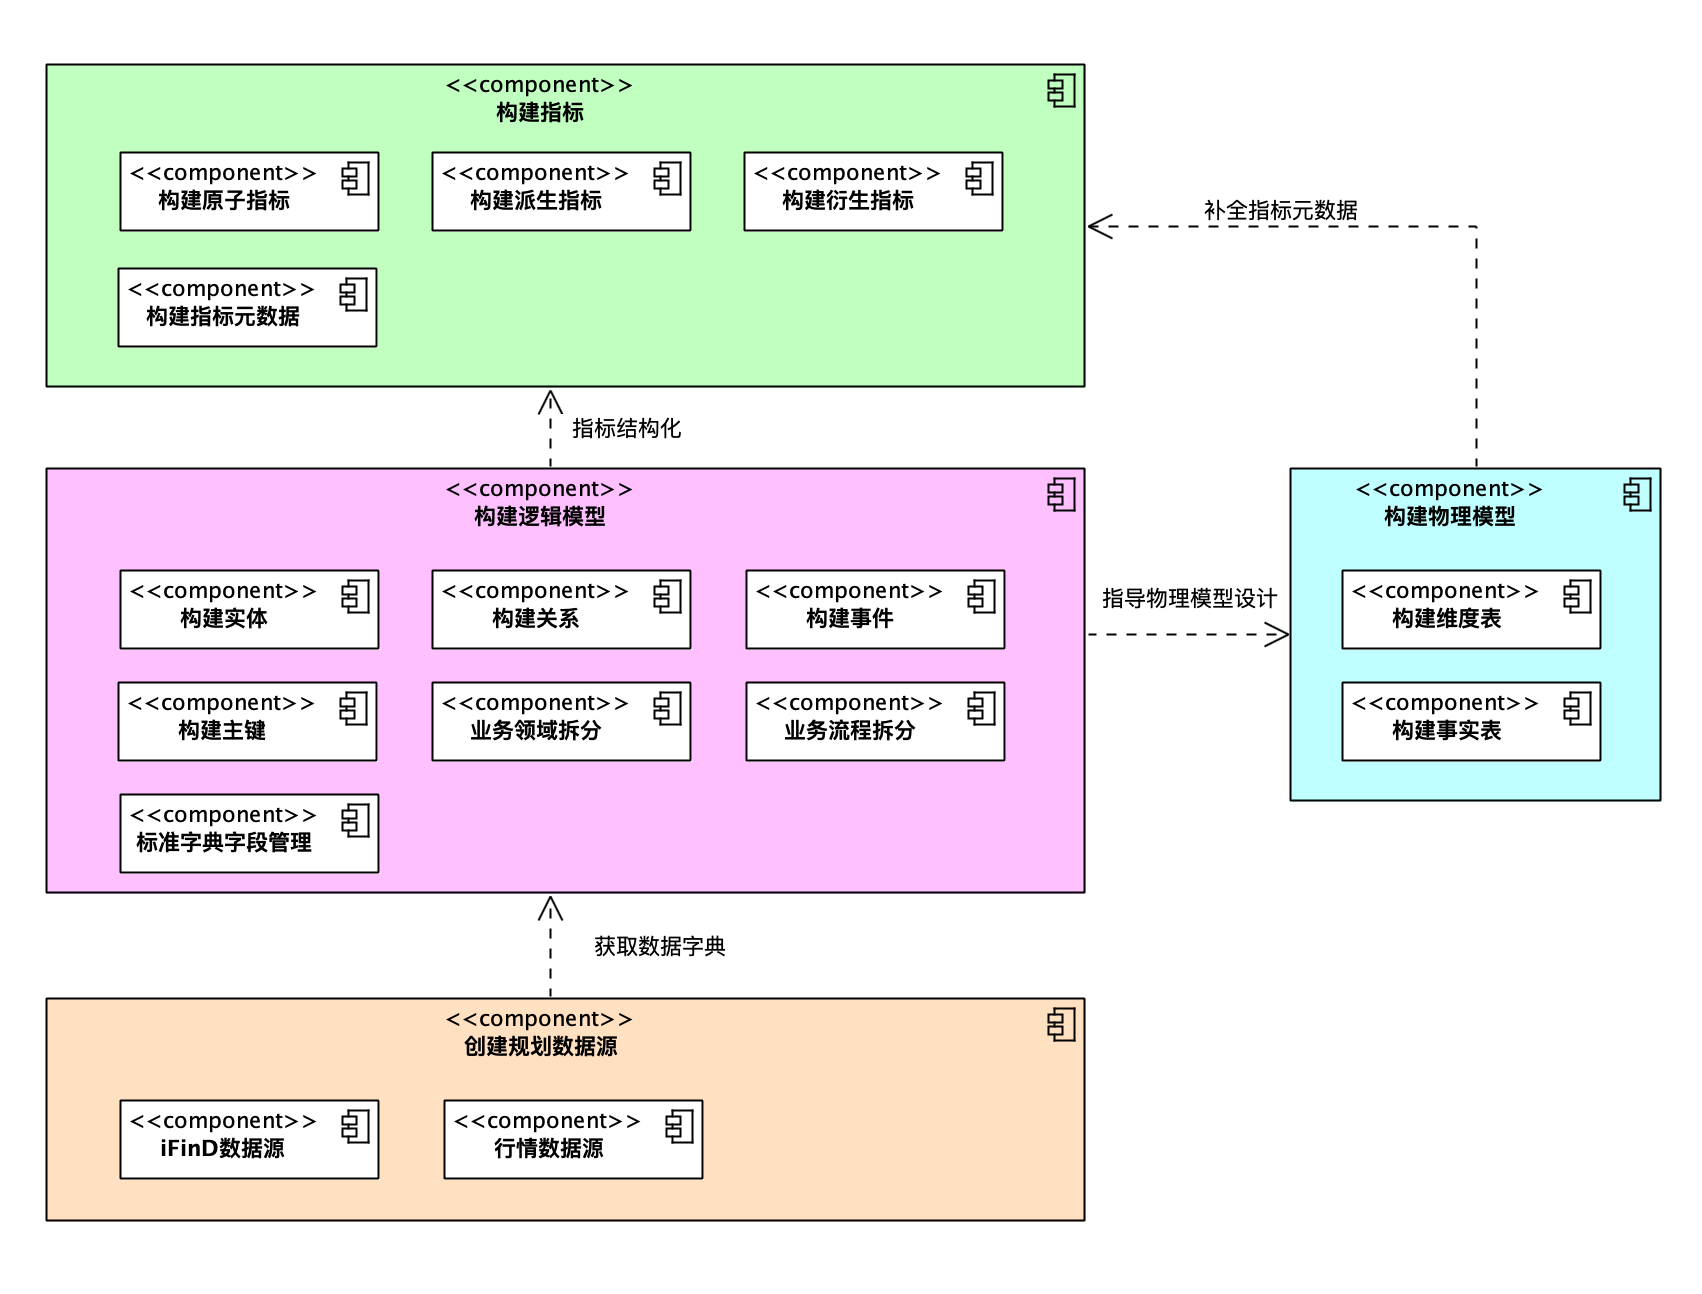 <<component>>
构建指标
<<component>>
构建原子指标
<<component>>
构建派生指标
<<component>>
构建衍生指标
<<component>>
构建指标元数据
补全指标元数据
指标结构化
<<component>>
构建逻辑模型
<<component>>
构建实体
<<component>>
构建关系
<<component>>
构建事件
<<component>>
构建主键
<<component>>
业务领域拆分
<<component>>
业务流程拆分
<<component>>
标准字典字段管理
指导物理模型设计
<<component>>
构建物理模型
<<component>>
构建维度表
<<component>>
构建事实表
获取数据字典
<<component>>
创建规划数据源
<<component>>
iFinD数据源
<<component>>
行情数据源